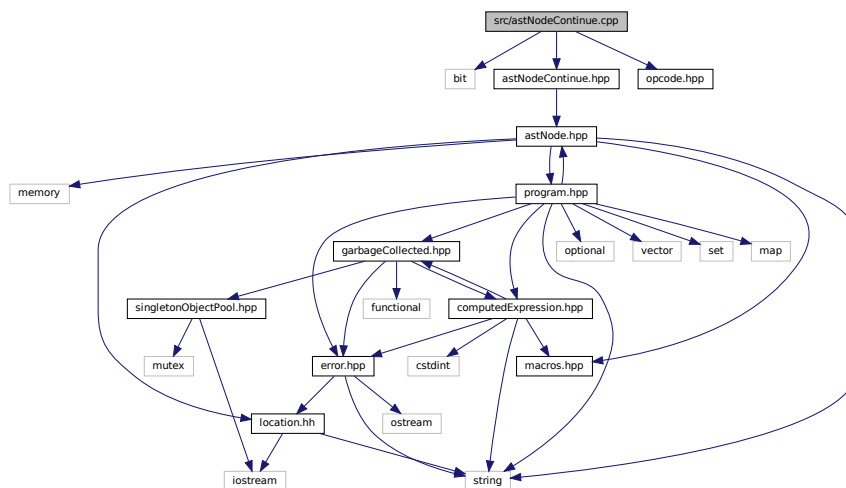 src/astNodeContinue.cpp
bit
astNodeContinue.hpp
opcode.hpp
astNode.hpp
memory
program.hpp
garbageCollected.hpp
optional
vector
set
map
singletonObjectPool.hpp
functional
computedExpression.hpp
mutex
error.hpp
cstdint
macros.hpp
location.hh
ostream
iostream
string